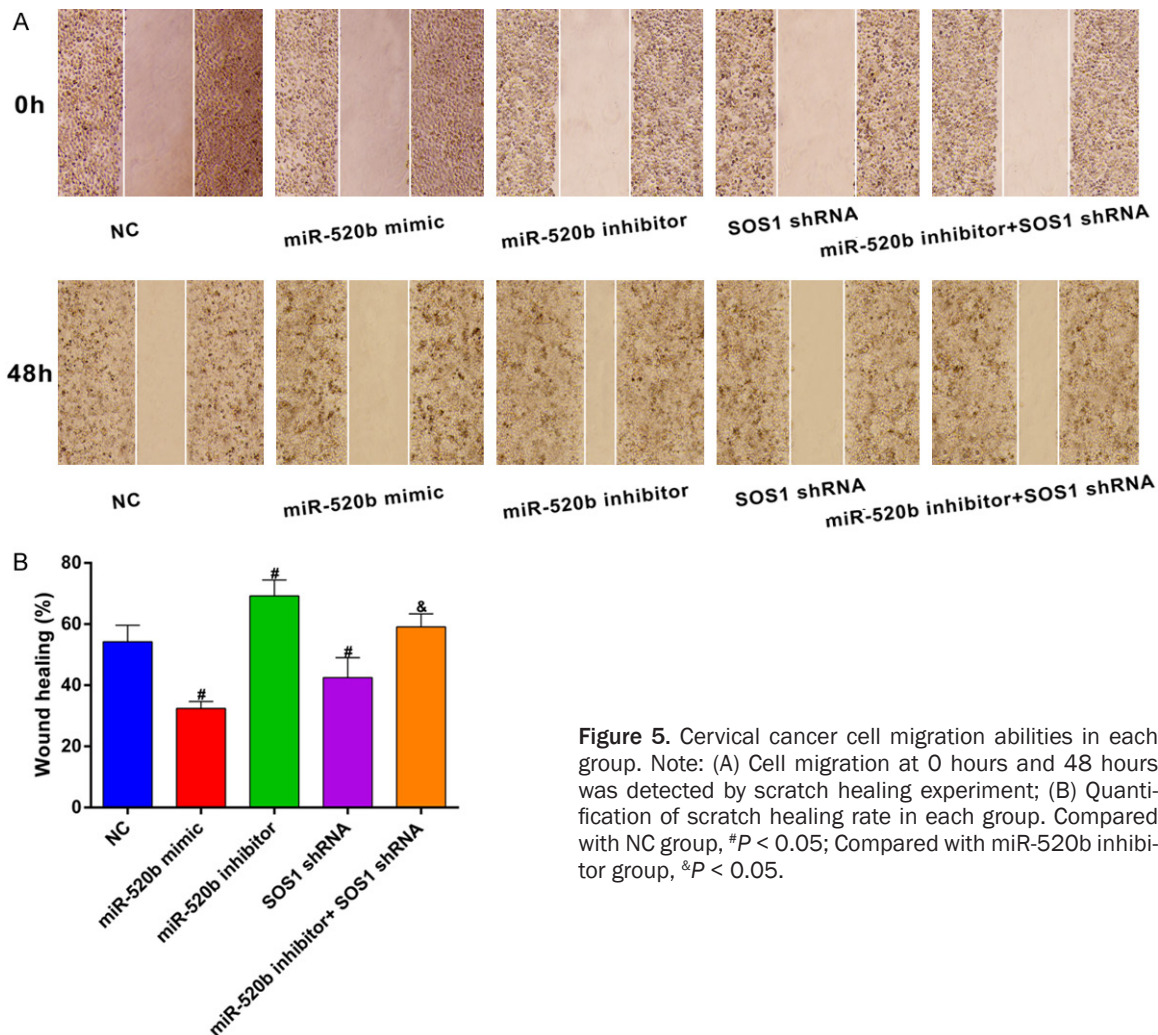 A
0h
NC
miR-520b mimic
miR-520b inhibitor
SOS1 shRNA
miR-520b inhibitor+SOS1 shRNA
48h
NC
miR-520b mimic
miR-520b inhibitor
SOS1 shRNA
miR-520b inhibitor+SOS1 shRNA
B
Wound healing (%)
80
60
40
20
0
#
#
#
&
NC
miR-520b mimic
miR-520b inhibitor
SOS1 shRNA
miR-520b inhibitor+ SOS1 shRNA
Figure 5. Cervical cancer cell migration abilities in each
group. Note: (A) Cell migration at 0 hours and 48 hours
was detected by scratch healing experiment; (B) Quanti-
fication of scratch healing rate in each group. Compared
with NC group, #P < 0.05; Compared with miR-520b inhibi-
tor group, &P < 0.05.